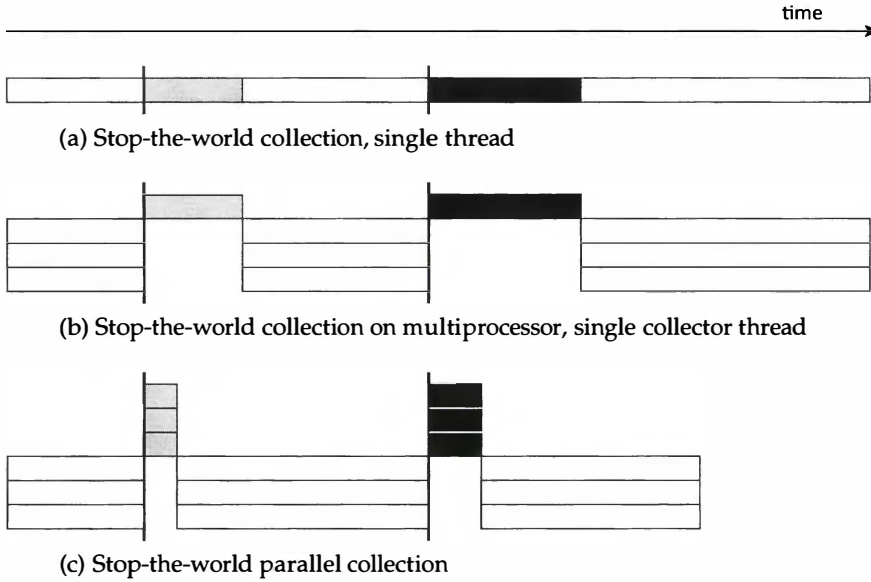 time
(a) Stop-the-world collection, single thread
(b) Stop-the-world collection on multiprocessor, single collector thread
(c) Stop-the-world parallel collection